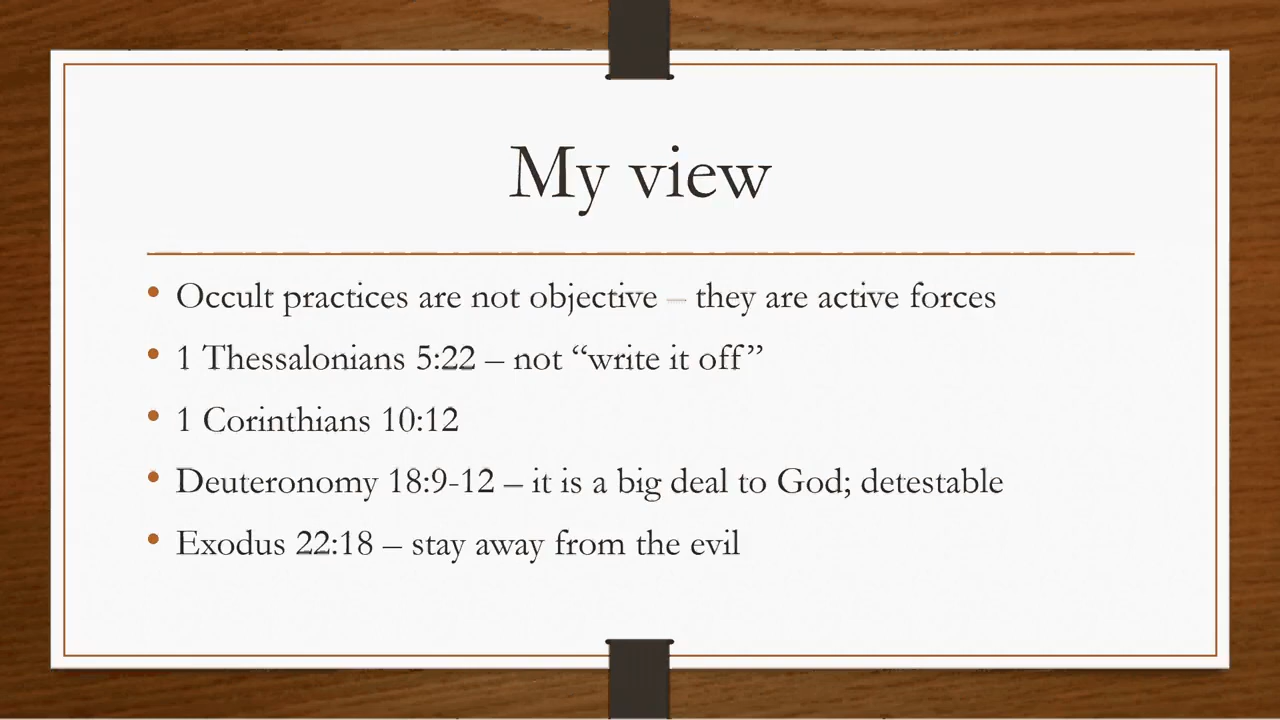 My view
• Occult practices are not objective – they are active forces
• 1 Thessalonians 5:22 – not “write it off”
• 1 Corinthians 10:12
• Deuteronomy 18:9-12 – it is a big deal to God; detestable
• Exodus 22:18 – stay away from the evil